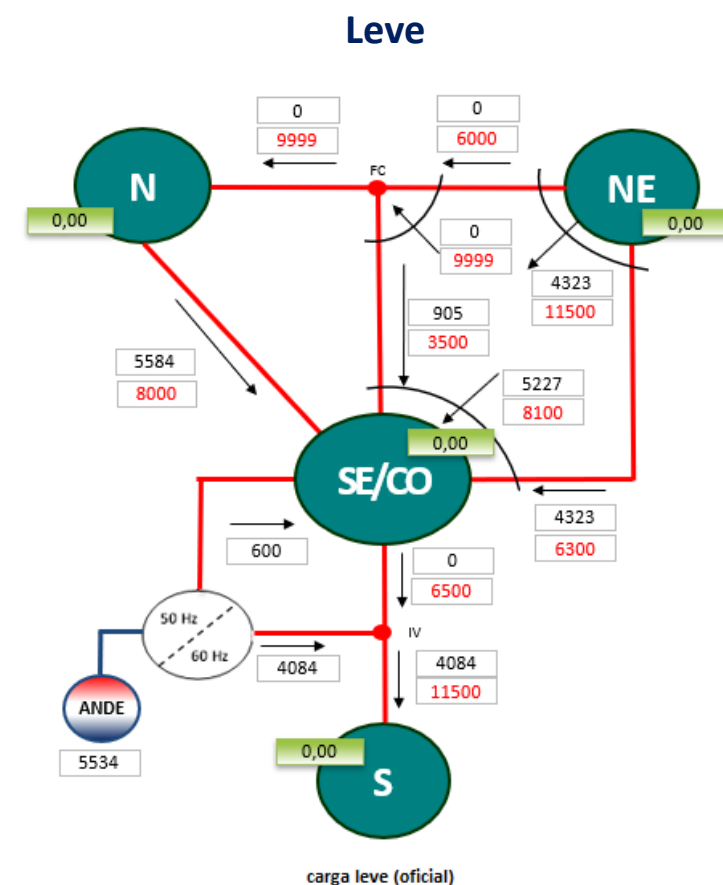 Leve
0
9999
0
6000
FC
N
NE
0,00
0,00
0
9999
4323
11500
905
3500
5584
8000
5227
8100
0,00
SE/CO
4323
6300
600
0
6500
50 Hz
60 Hz
IV
4084
4084
11500
ANDE
5534
0,00
S
carga leve (oficial)